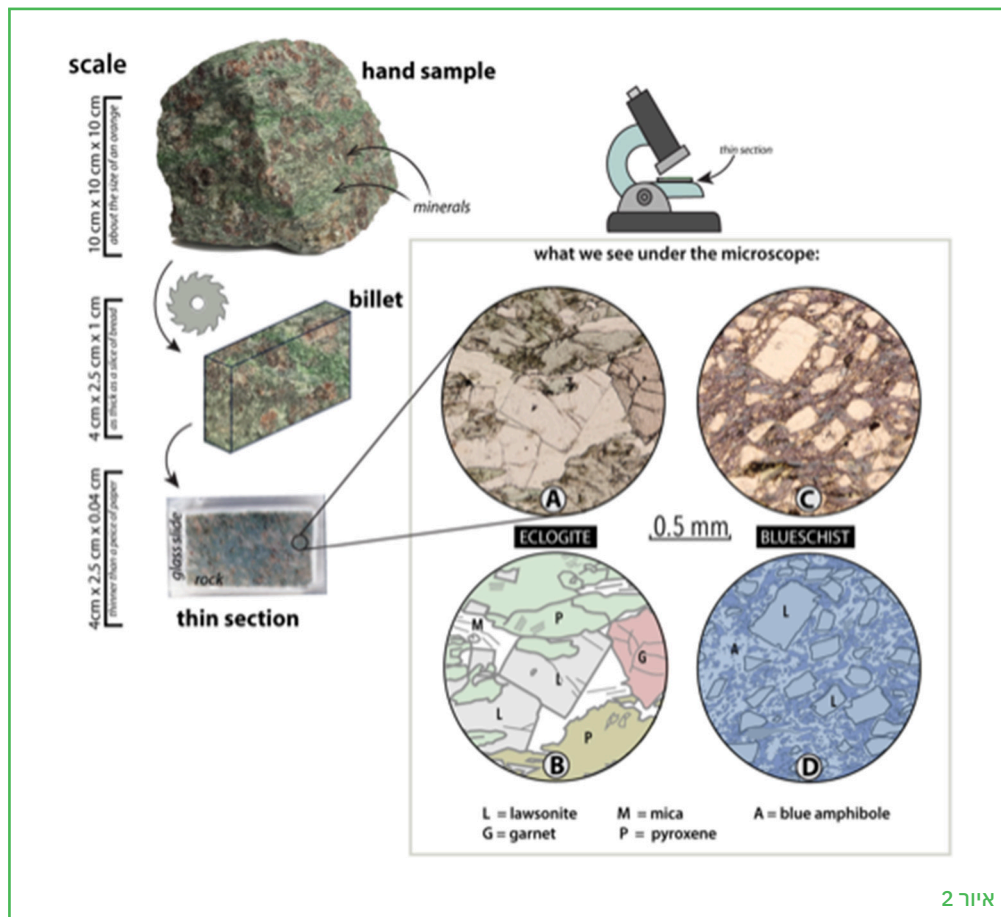 scale
hand sample
10 cm x 10 cm x 10 cm
about the size of an orange
minerals
thin section
what we see under the microscope:
billet
4 cm x 2.5 cm x 1 cm
as thick as a slice of bread
A
C
ECLOGITE
0.5 mm
BLUESCHIST
4cm x 2.5 cm x 0.04 cm
thinner than a peice of paper
glass slide
rock
thin section
M
P
G
L
L
P
B
L
A
L
D
L = lawsonite
M = mica
A = blue amphibole
G = garnet
P = pyroxene
איור 2